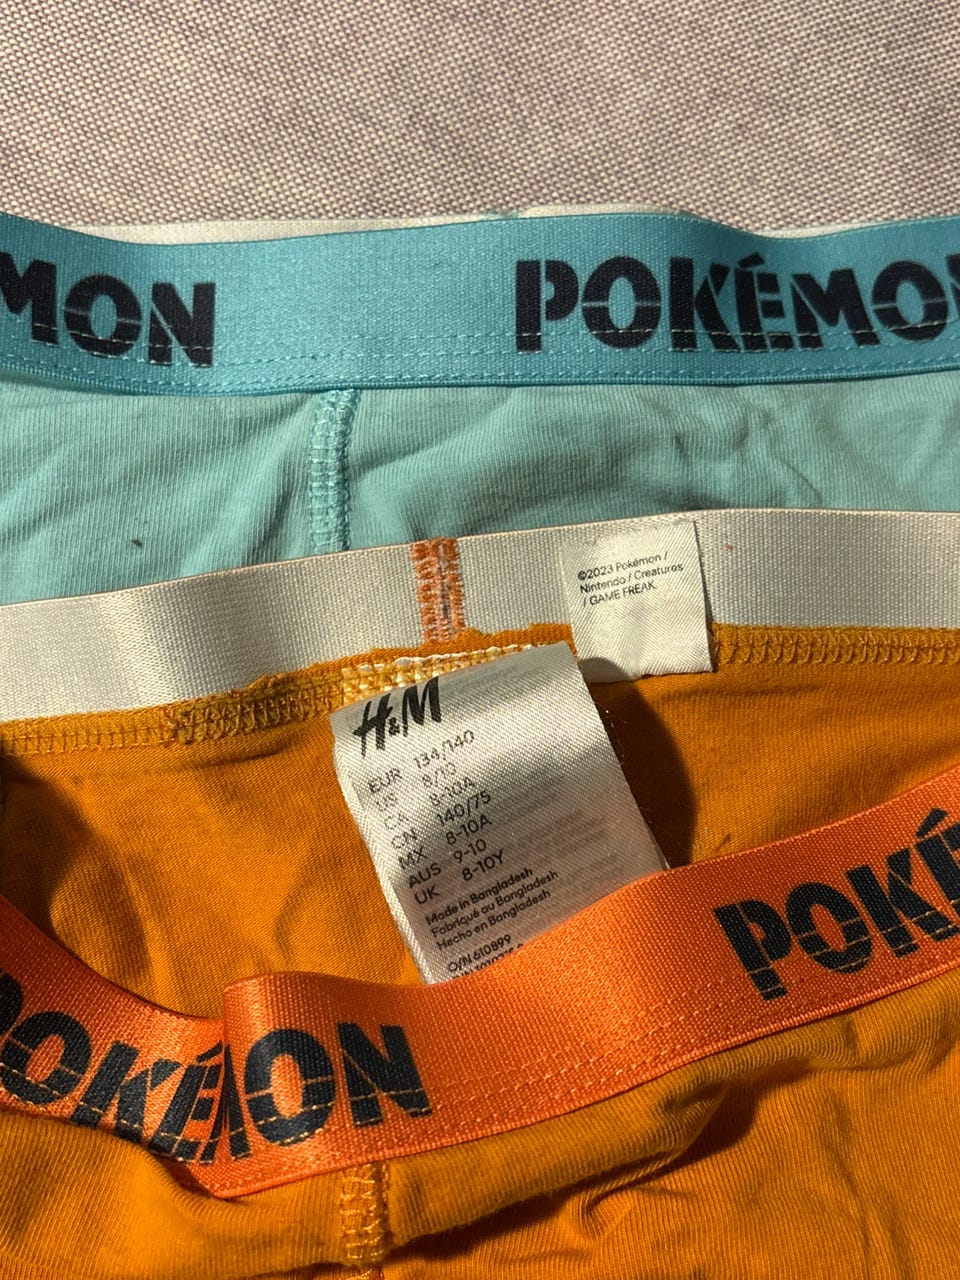 MON
POKÉMON
©2023 Pokémon /
Nintendo / Creatures
/ GAME FREAK.
H&M
EUR 134/140
US 8/10
CA 8-10A
CN 140/75
MX 8-10A
AUS 9-10
UK 8-10Y
Made in Bangladesh
Fabriqué au Bangladesh
Hecho en Bangladesh
O/N 610899
POKÉ
POKÉMON